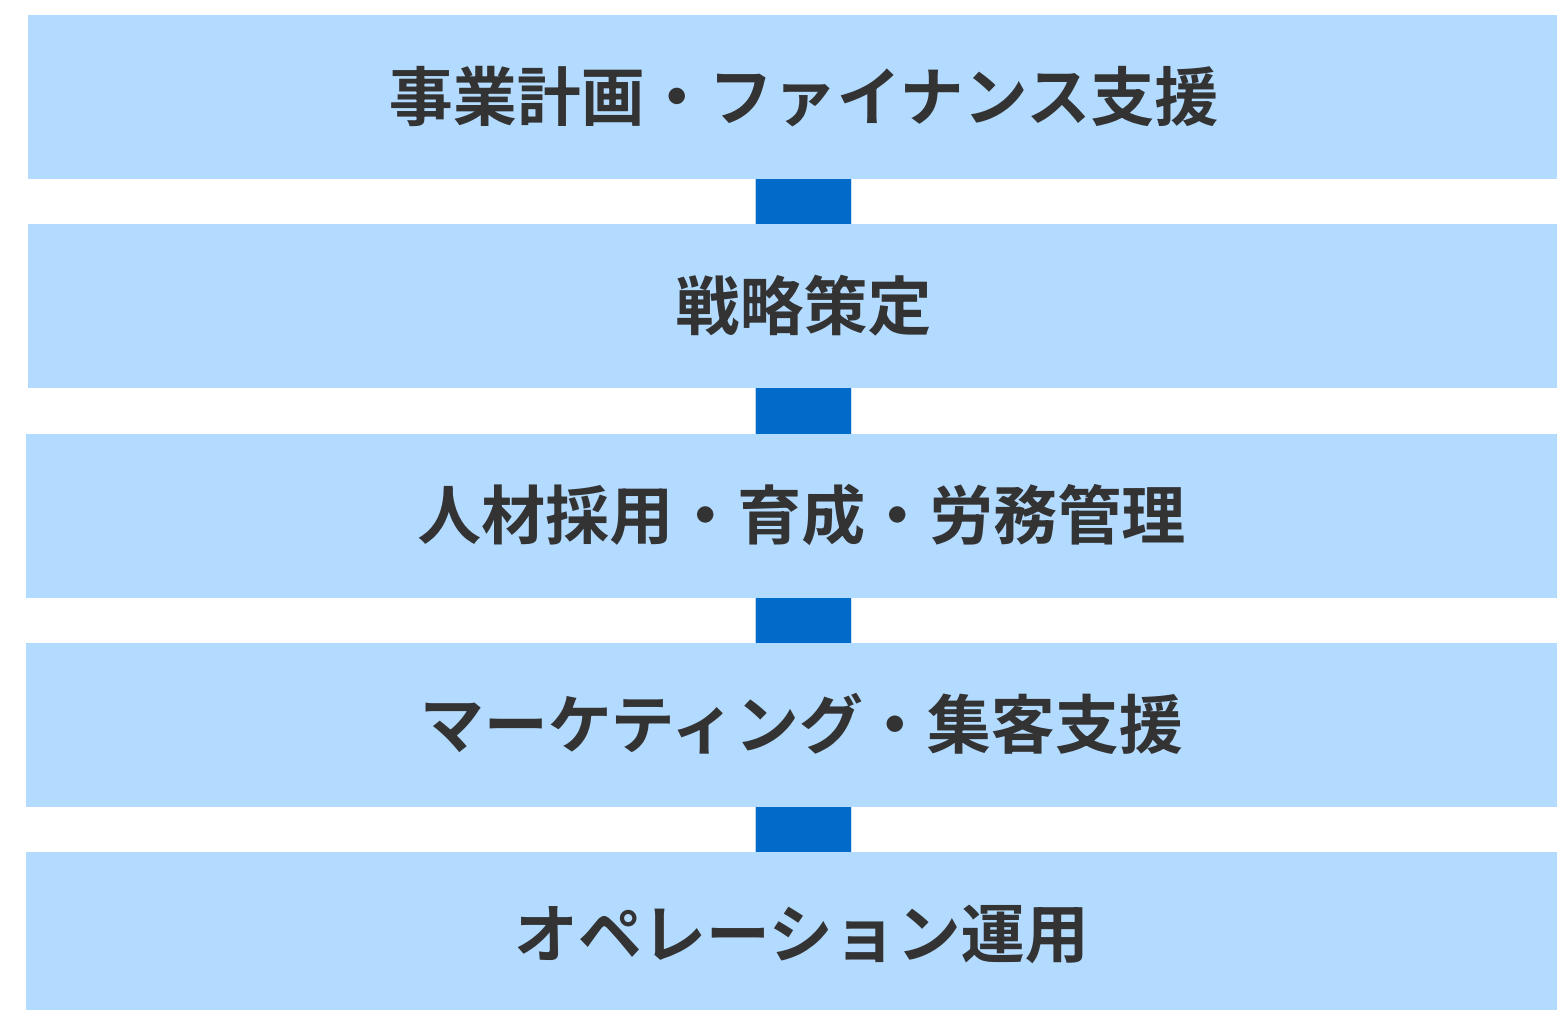 事業計画・ファイナンス支援
戦略策定
人材採用・育成・労務管理
マーケティング・集客支援
オペレーション運用